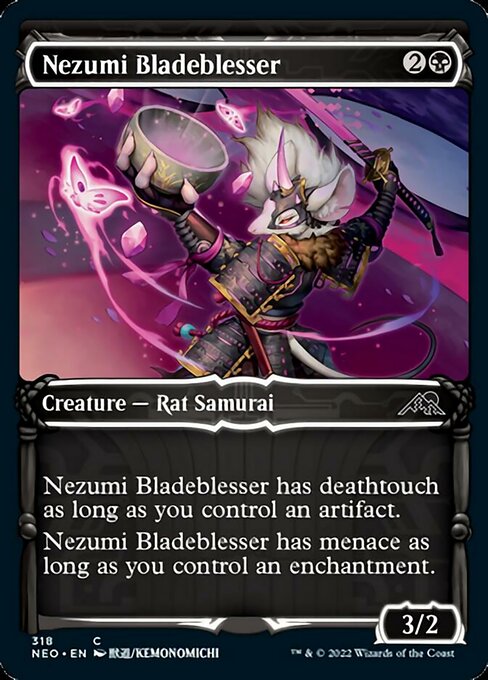 Nezumi Bladeblesser
2
Creature — Rat Samurai
Nezumi Bladeblesser has deathtouch
as long as you control an artifact.
Nezumi Bladeblesser has menace as
long as you control an enchantment.
3/2
318 C
NEO • EN /KEMONOMICHI
™ & © 2022 Wizards of the Coast